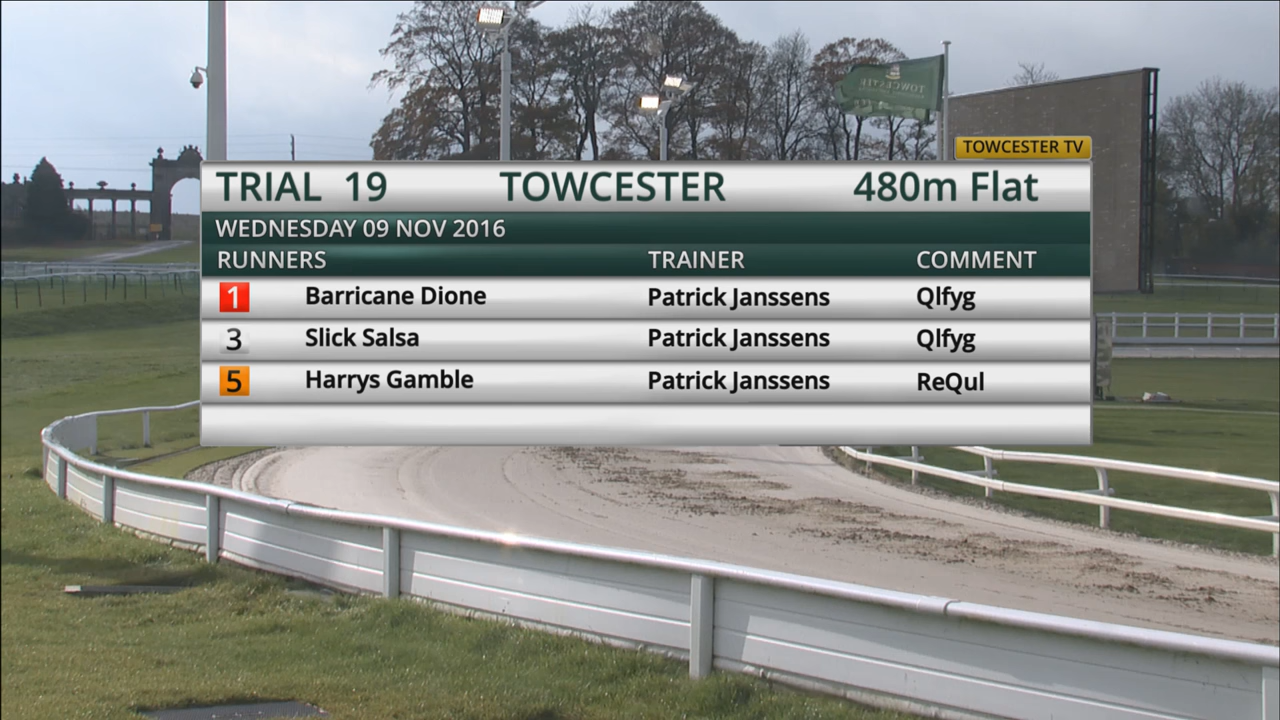 TOWCESTER
TOWCESTER TV
TRIAL 19 TOWCESTER 480m Flat
WEDNESDAY 09 NOV 2016
RUNNERS TRAINER COMMENT
1 Barricane Dione Patrick Janssens Qlfyg
3 Slick Salsa Patrick Janssens Qlfyg
5 Harrys Gamble Patrick Janssens ReQul